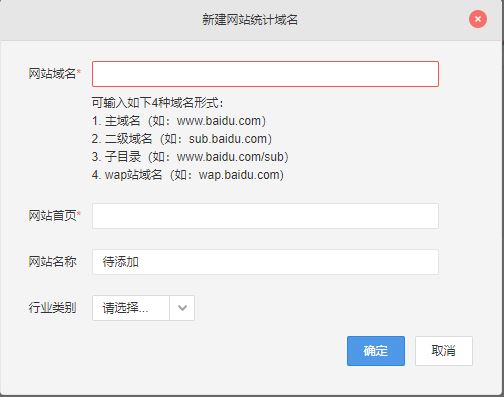 新建网站统计域名
网站域名*
可输入如下4种域名形式：
1. 主域名（如：www.baidu.com）
2. 二级域名（如：sub.baidu.com）
3. 子目录（如：www.baidu.com/sub）
4. wap站域名（如：wap.baidu.com）
网站首页*
网站名称 待添加
行业类别 请选择...
确定 取消